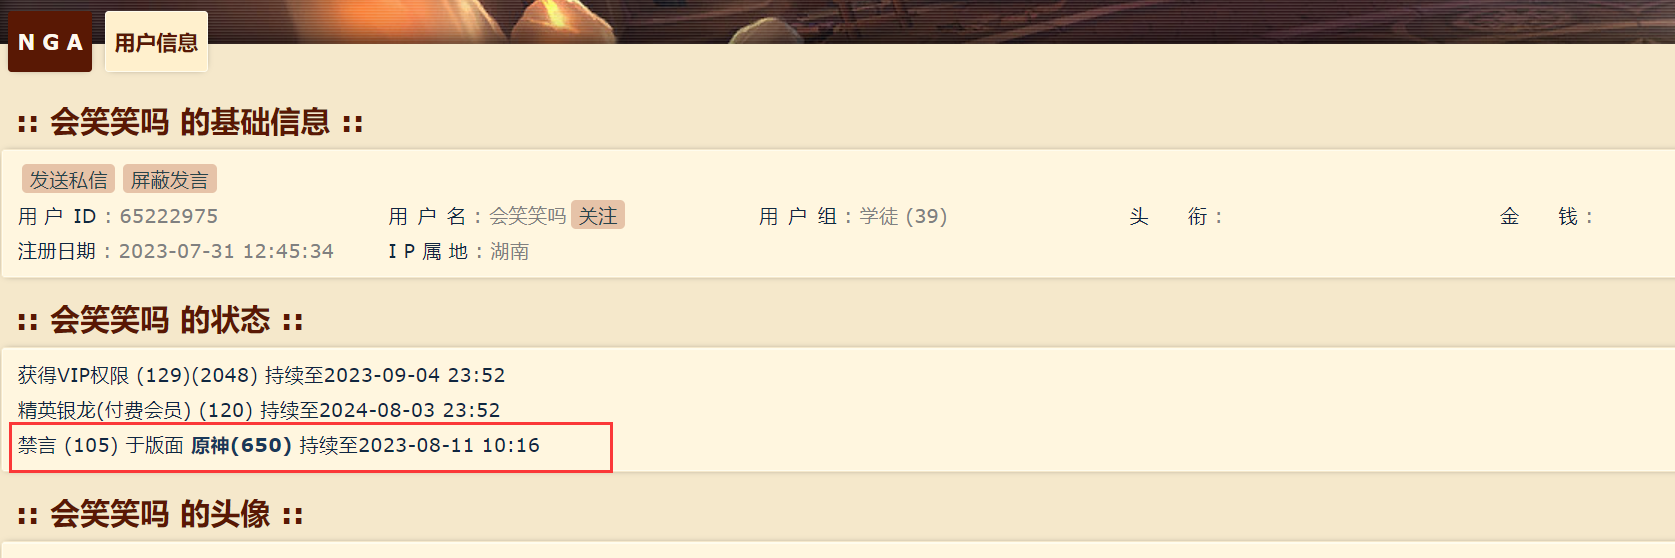 NGA 用户信息
:: 会笑笑吗 的基础信息 ::
发送私信 屏蔽发言
用 户 ID : 65222975 用 户 名 : 会笑笑吗 关注 用 户 组 : 学徒 (39) 头 衔 : 金 钱 :
注册日期 : 2023-07-31 12:45:34 I P 属 地 : 湖南
:: 会笑笑吗 的状态 ::
获得VIP权限 (129)(2048) 持续至2023-09-04 23:52
精英银龙(付费会员) (120) 持续至2024-08-03 23:52
禁言 (105) 于版面 原神(650) 持续至2023-08-11 10:16
:: 会笑笑吗 的头像 ::